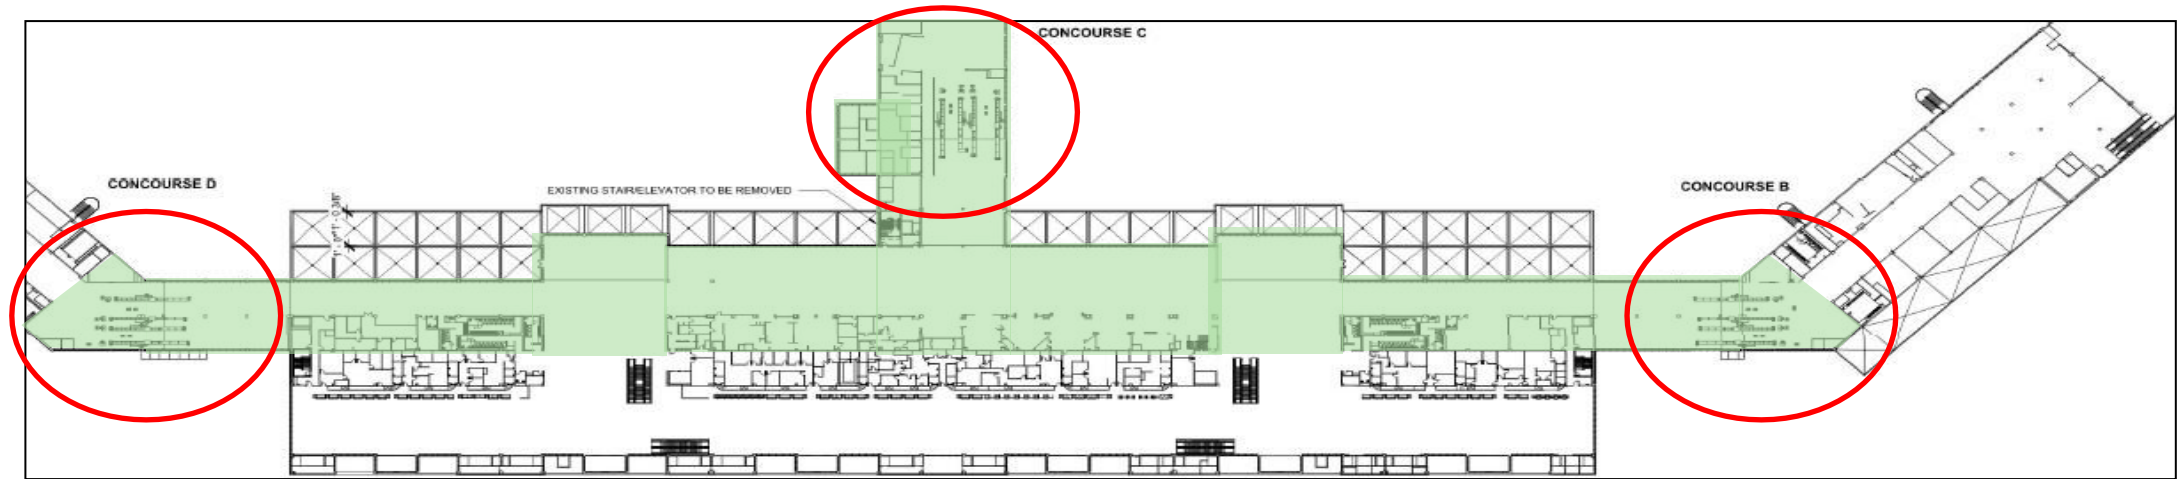 CONCOURSE C
CONCOURSE D
EXISTING STAIR/ELEVATOR TO BE REMOVED
CONCOURSE B